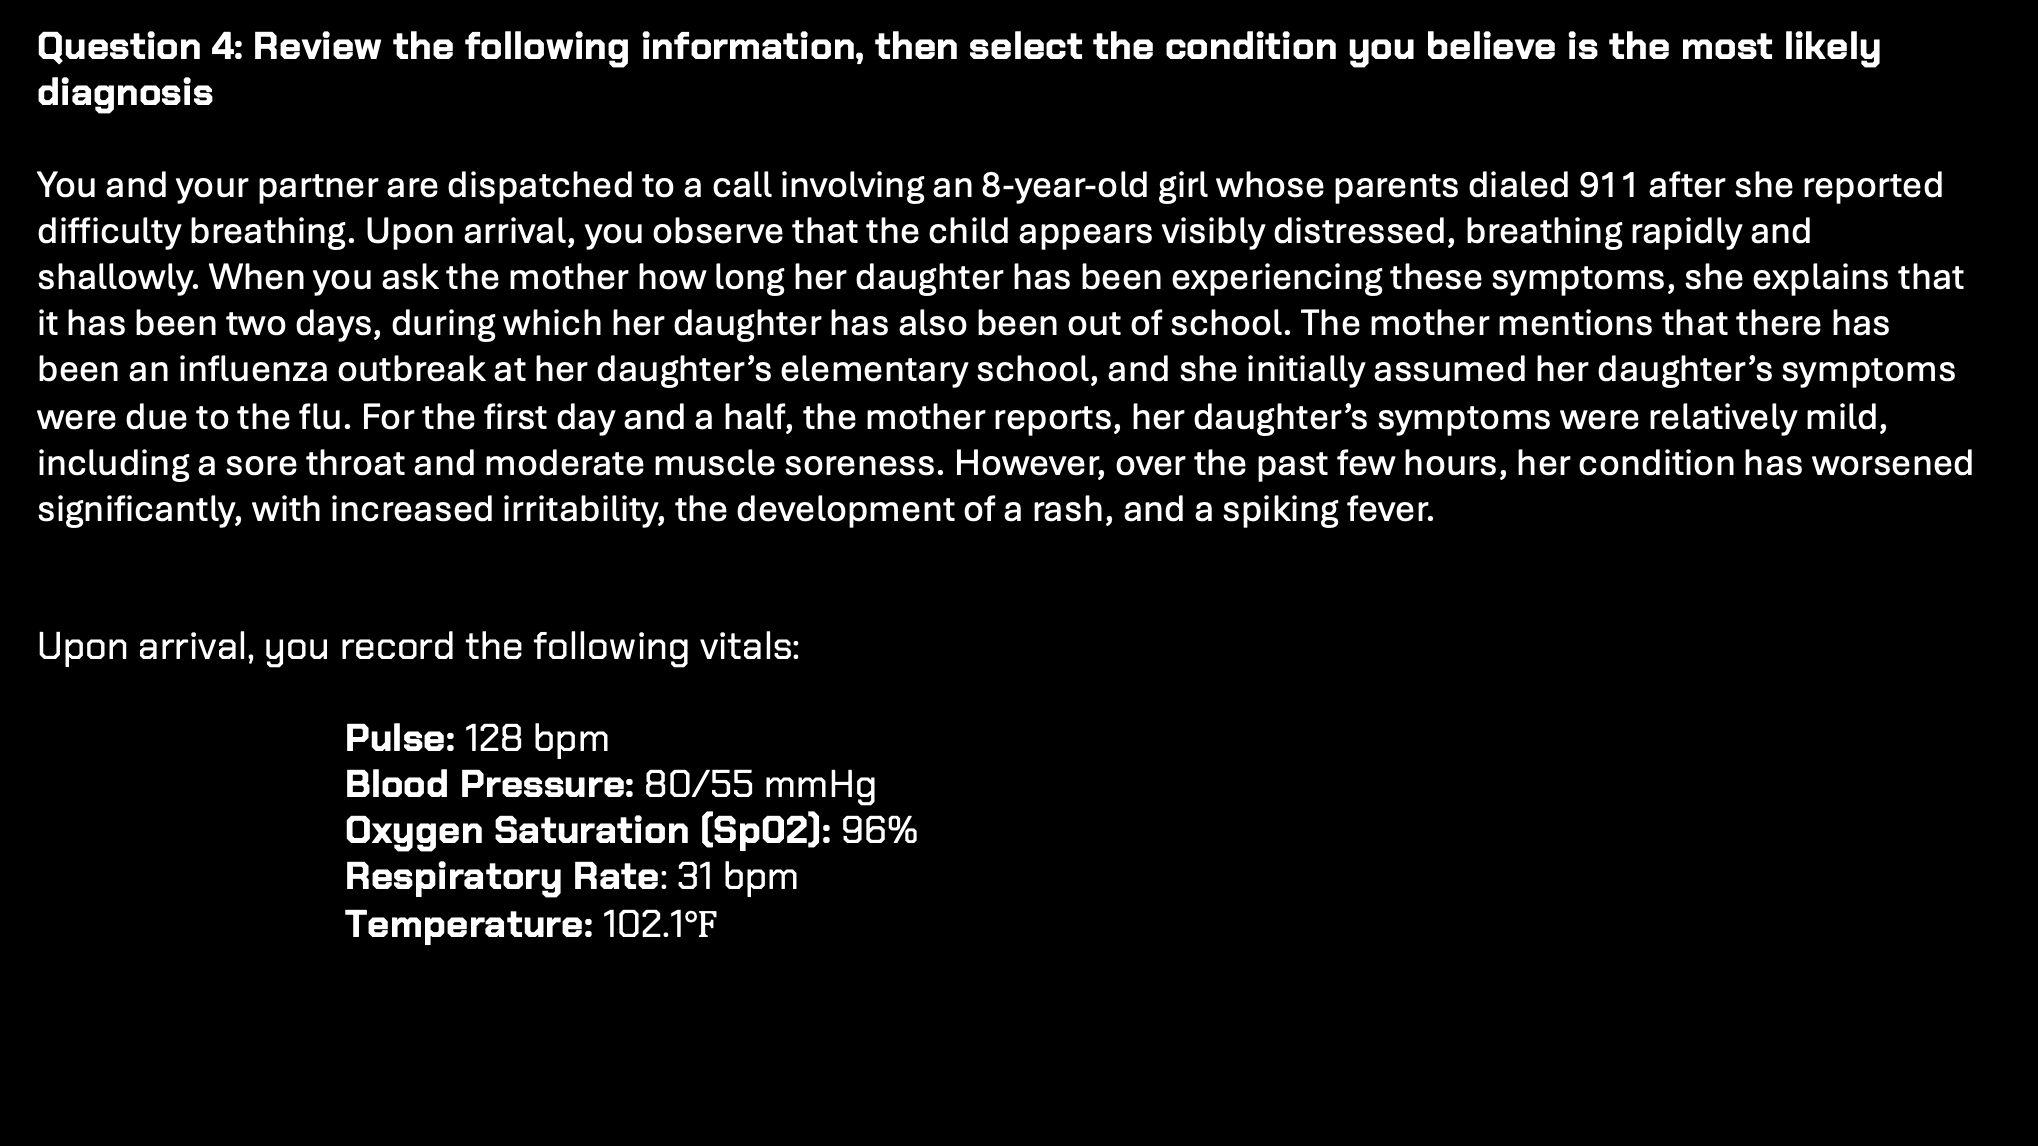 Question 4: Review the following information, then select the condition you believe is the most likely
diagnosis
You and your partner are dispatched to a call involving an 8-year-old girl whose parents dialed 911 after she reported
difficulty breathing. Upon arrival, you observe that the child appears visibly distressed, breathing rapidly and
shallowly. When you ask the mother how long her daughter has been experiencing these symptoms, she explains that
it has been two days, during which her daughter has also been out of school. The mother mentions that there has
been an influenza outbreak at her daughter’s elementary school, and she initially assumed her daughter’s symptoms
were due to the flu. For the first day and a half, the mother reports, her daughter’s symptoms were relatively mild,
including a sore throat and moderate muscle soreness. However, over the past few hours, her condition has worsened
significantly, with increased irritability, the development of a rash, and a spiking fever.
Upon arrival, you record the following vitals:
Pulse: 128 bpm
Blood Pressure: 80/55 mmHg
Oxygen Saturation (SpO2): 96%
Respiratory Rate: 31 bpm
Temperature: 102.1°F